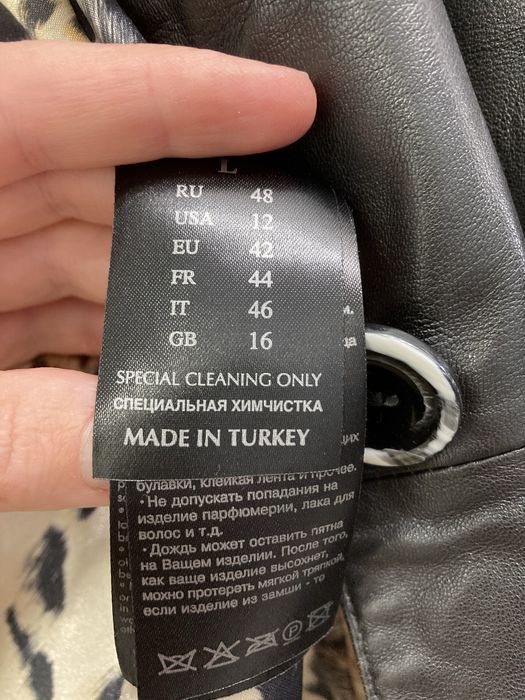 L
RU 48
USA 12
EU 42
FR 44
IT 46
GB 16
SPECIAL CLEANING ONLY
СПЕЦИАЛЬНАЯ ХИМЧИСТКА
MADE IN TURKEY
булавки, клейкая лента и прочее.
· Не допускать попадания на
изделие парфюмерии, лака для
волос и т.д.
· Дождь может оставить пятна
на Вашем изделии. После того,
как ваше изделие высохнет,
можно протереть мягкой тряпкой,
если изделие из замши - то
P